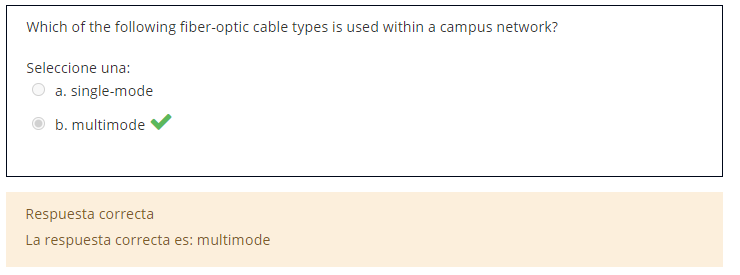 Which of the following fiber-optic cable types is used within a campus network?
Seleccione una:
a. single-mode
b. multimode
Respuesta correcta
La respuesta correcta es: multimode